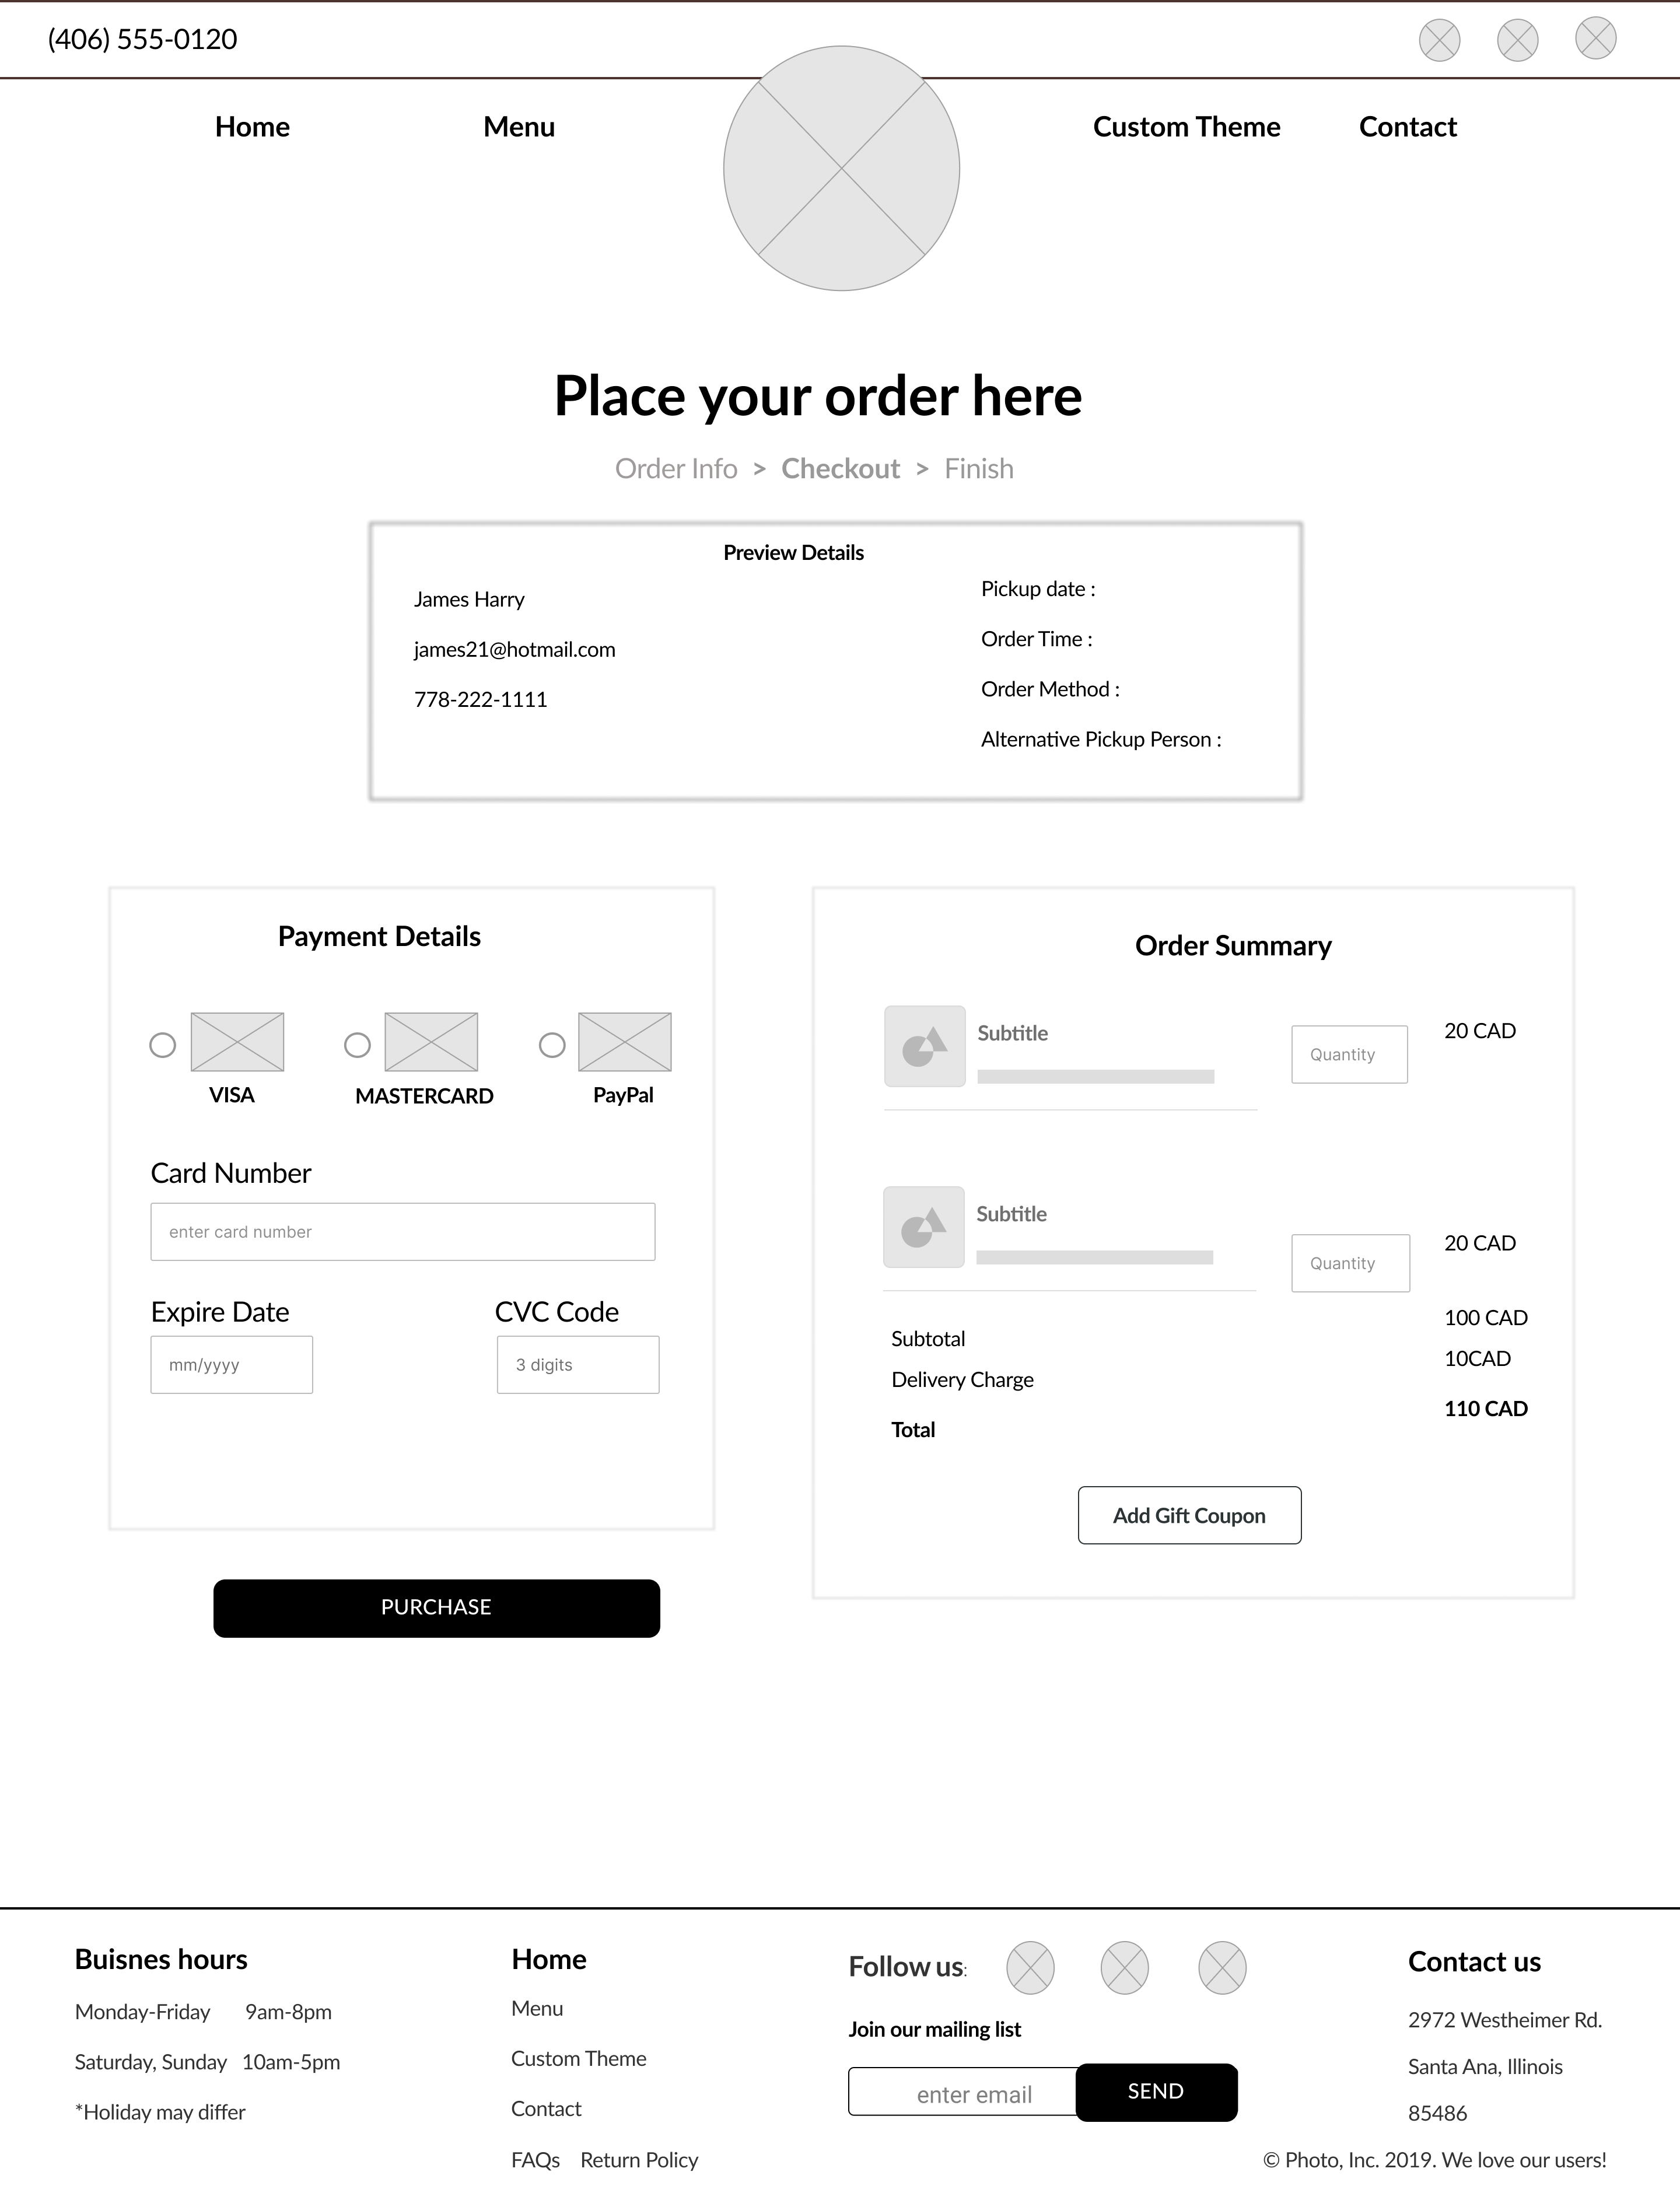 (406) 555-0120
Home
Menu
Custom Theme
Contact
Place your order here
Order Info > Checkout > Finish
Preview Details
James Harry
james21@hotmail.com
778-222-1111
Pickup date :
Order Time :
Order Method :
Alternative Pickup Person :
Payment Details
VISA
MASTERCARD
PayPal
Card Number
enter card number
Expire Date
CVC Code
mm/yyyy
3 digits
PURCHASE
Order Summary
Subtitle
Quantity
20 CAD
Subtitle
Quantity
20 CAD
Subtotal
100 CAD
Delivery Charge
10CAD
Total
110 CAD
Add Gift Coupon
Buisnes hours
Monday-Friday 9am-8pm
Saturday, Sunday 10am-5pm
*Holiday may differ
Home
Menu
Custom Theme
Contact
FAQs Return Policy
Follow us:
Join our mailing list
enter email
SEND
Contact us
2972 Westheimer Rd.
Santa Ana, Illinois
85486
© Photo, Inc. 2019. We love our users!